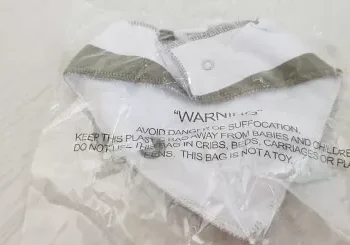 "WARNING"
AVOID DANGER OF SUFFOCATION.
KEEP THIS PLASTIC BAG AWAY FROM BABIES AND CHILDREN
DO NOT USE THIS BAG IN CRIBS, BEDS, CARRIAGES OR
PENS. THIS BAG IS NOT A TOY.